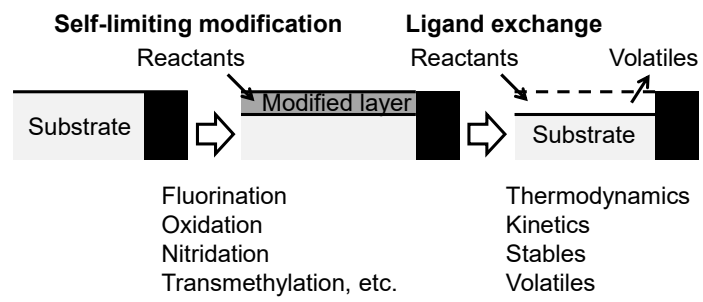 Self-limiting modification
Ligand exchange
Reactants
Reactants
Volatiles
Substrate
Modified layer
Substrate
Fluorination
Oxidation
Nitridation
Transmethylation, etc.
Thermodynamics
Kinetics
Stables
Volatiles